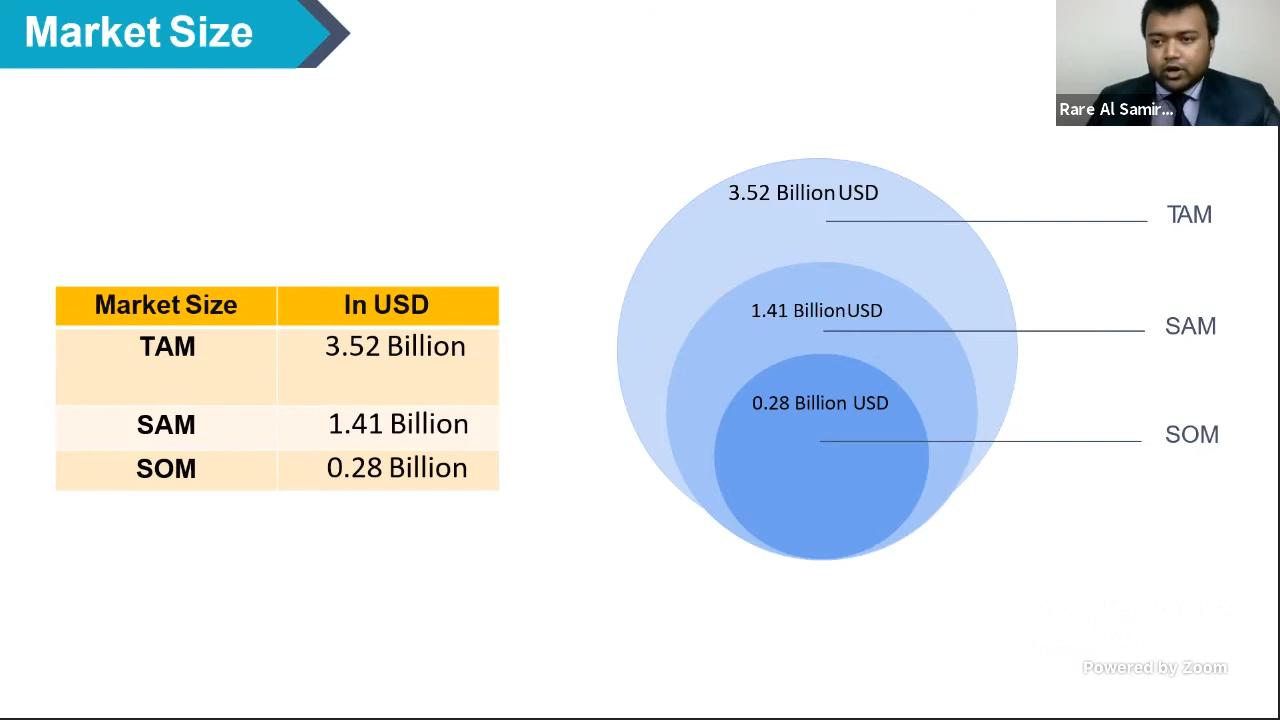 Market Size
Rare Al Samir...
3.52 Billion USD
TAM
1.41 Billion USD
SAM
0.28 Billion USD
SOM
Market Size In USD
TAM 3.52 Billion
SAM 1.41 Billion
SOM 0.28 Billion
Powered by Zoom